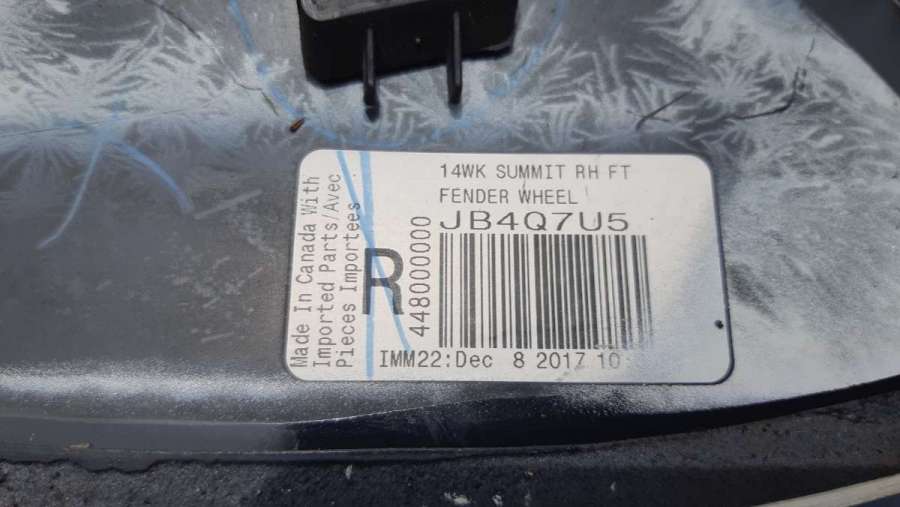 14WK SUMMIT RH FT
FENDER WHEEL
JB4Q7U5
Made In Canada With
Imported Parts/Avec
Pieces Importees
R
448000000
IMM22:Dec 8 2017 10